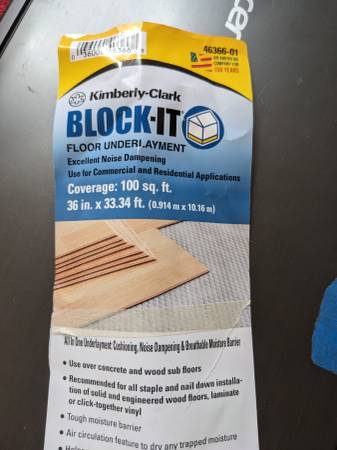 46366-01
Kimberly-Clark
BLOCK-IT
FLOOR UNDERLAYMENT
Excellent Noise Dampening
Use for Commercial and Residential Applications
Coverage: 100 sq. ft.
36 in. x 33.34 ft. (0.914 m x 10.16 m)
All In One Underlayment Cushioning, Noise Dampening & Breathable Moisture Barrier
• Use over concrete and wood sub floors
• Recommended for all staple and nail down installa-
tion of solid and engineered wood floors, laminate
or click-together vinyl
• Tough moisture barrier
• Air circulation feature to dry any trapped moisture